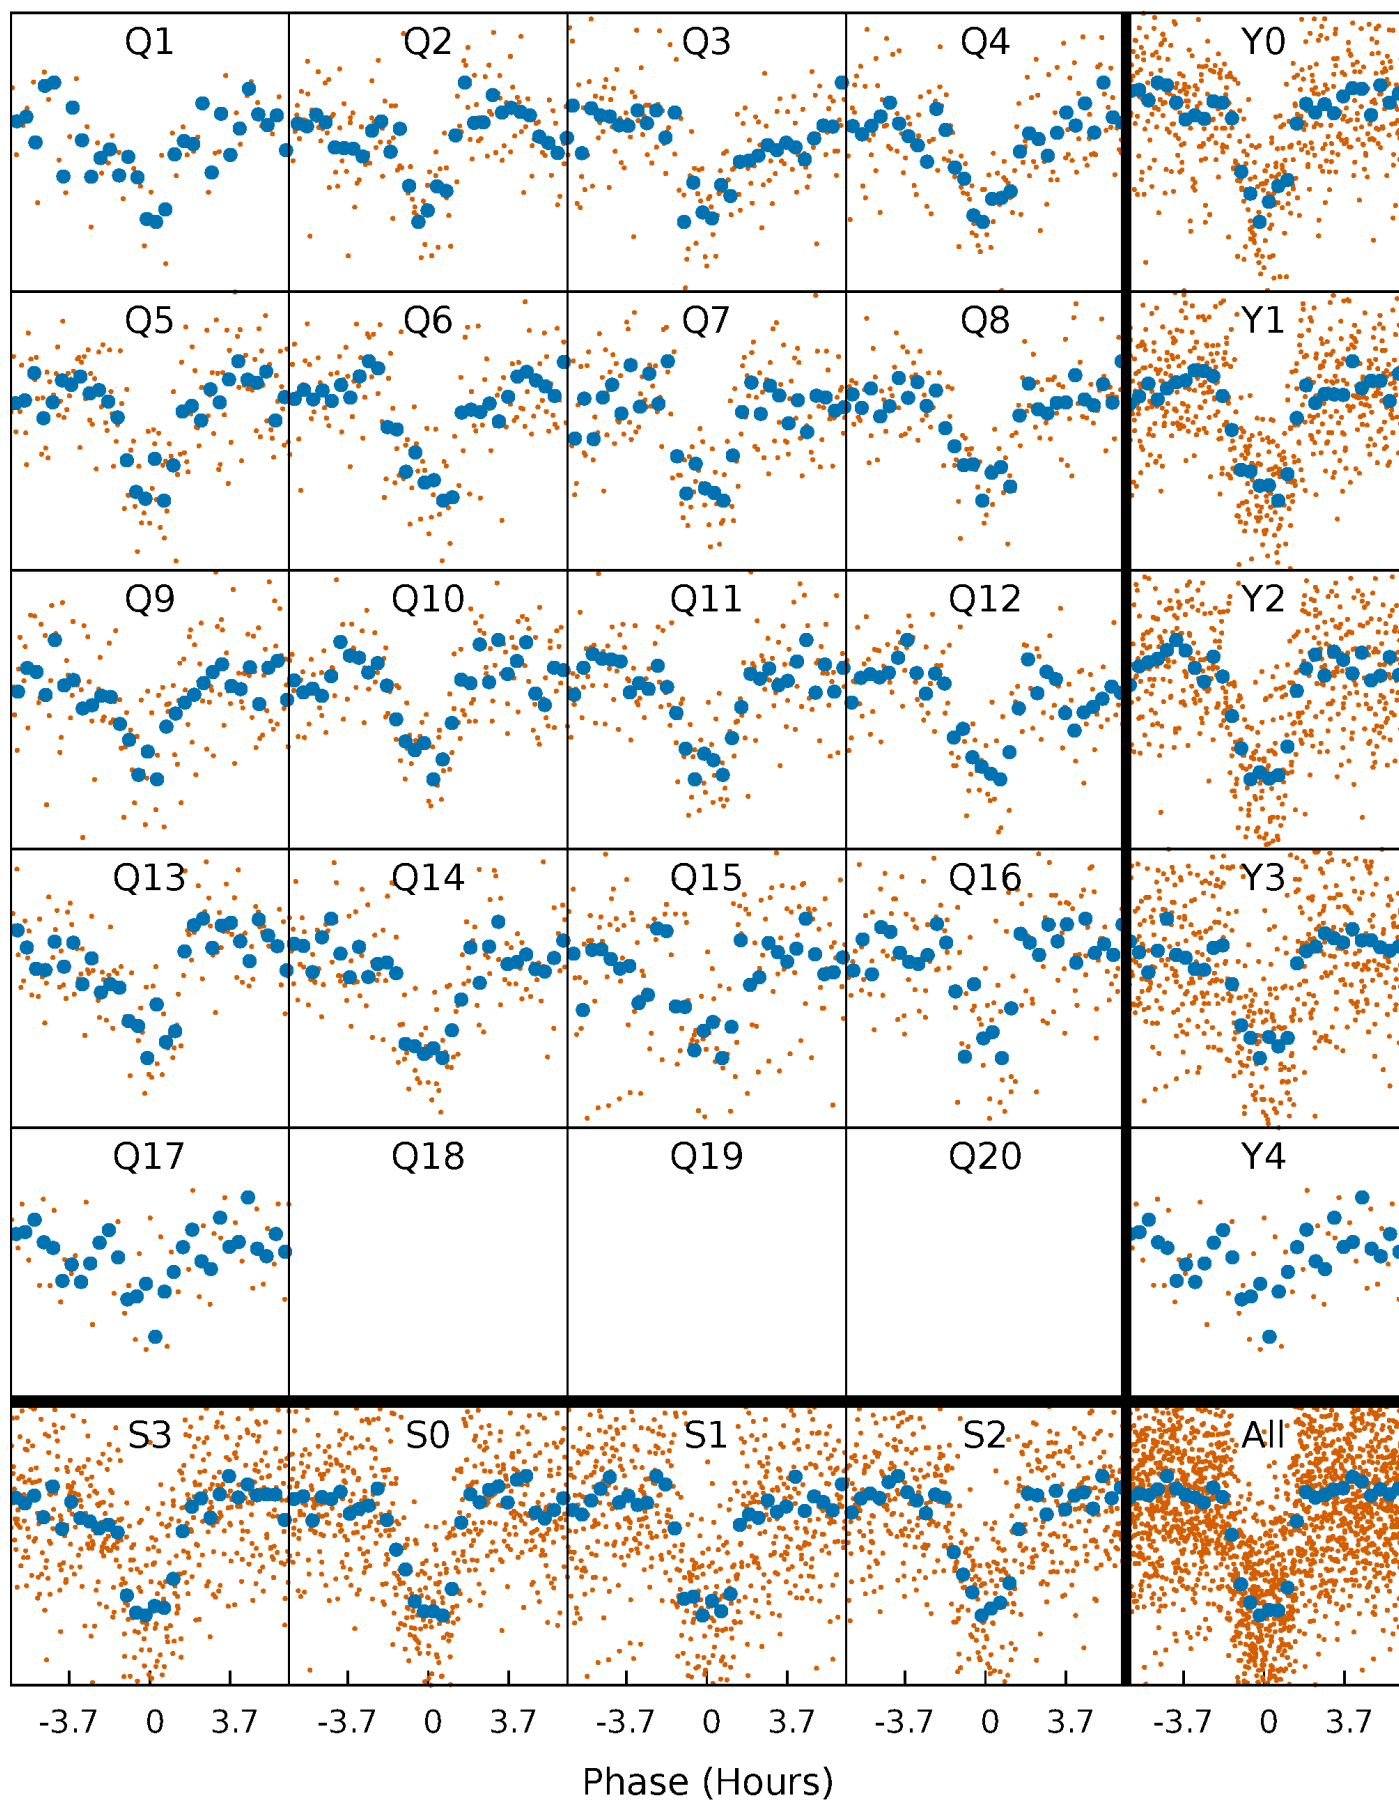 Q1 Q2 Q3 Q4 Y0
Q5 Q6 Q7 Q8 Y1
Q9 Q10 Q11 Q12 Y2
Q13 Q14 Q15 Q16 Y3
Q17 Q18 Q19 Q20 Y4
S3 S0 S1 S2 All
-3.7 0 3.7 -3.7 0 3.7 -3.7 0 3.7 -3.7 0 3.7 -3.7 0 3.7
Phase (Hours)